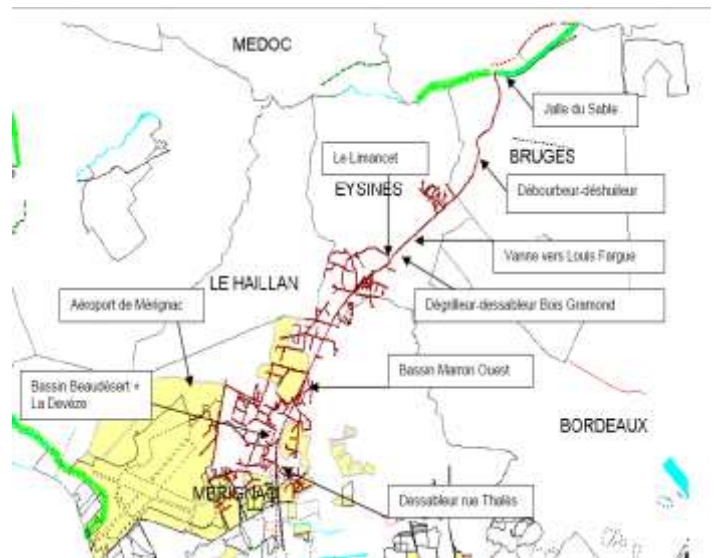 MEDOC
Jalle du Sable
Le Limancet
BRUGES
EYSINES
Débourbeur-déshuileur
Vanne vers Louis Fargue
LE HAILLAN
Aéroport de Mérignac
Dégrilleur-dessableur Bois Gramond
Bassin Beaudésert +
La Devèze
Bassin Marron Ouest
BORDEAUX
MERIGNAC
Dessableur rue Thalès